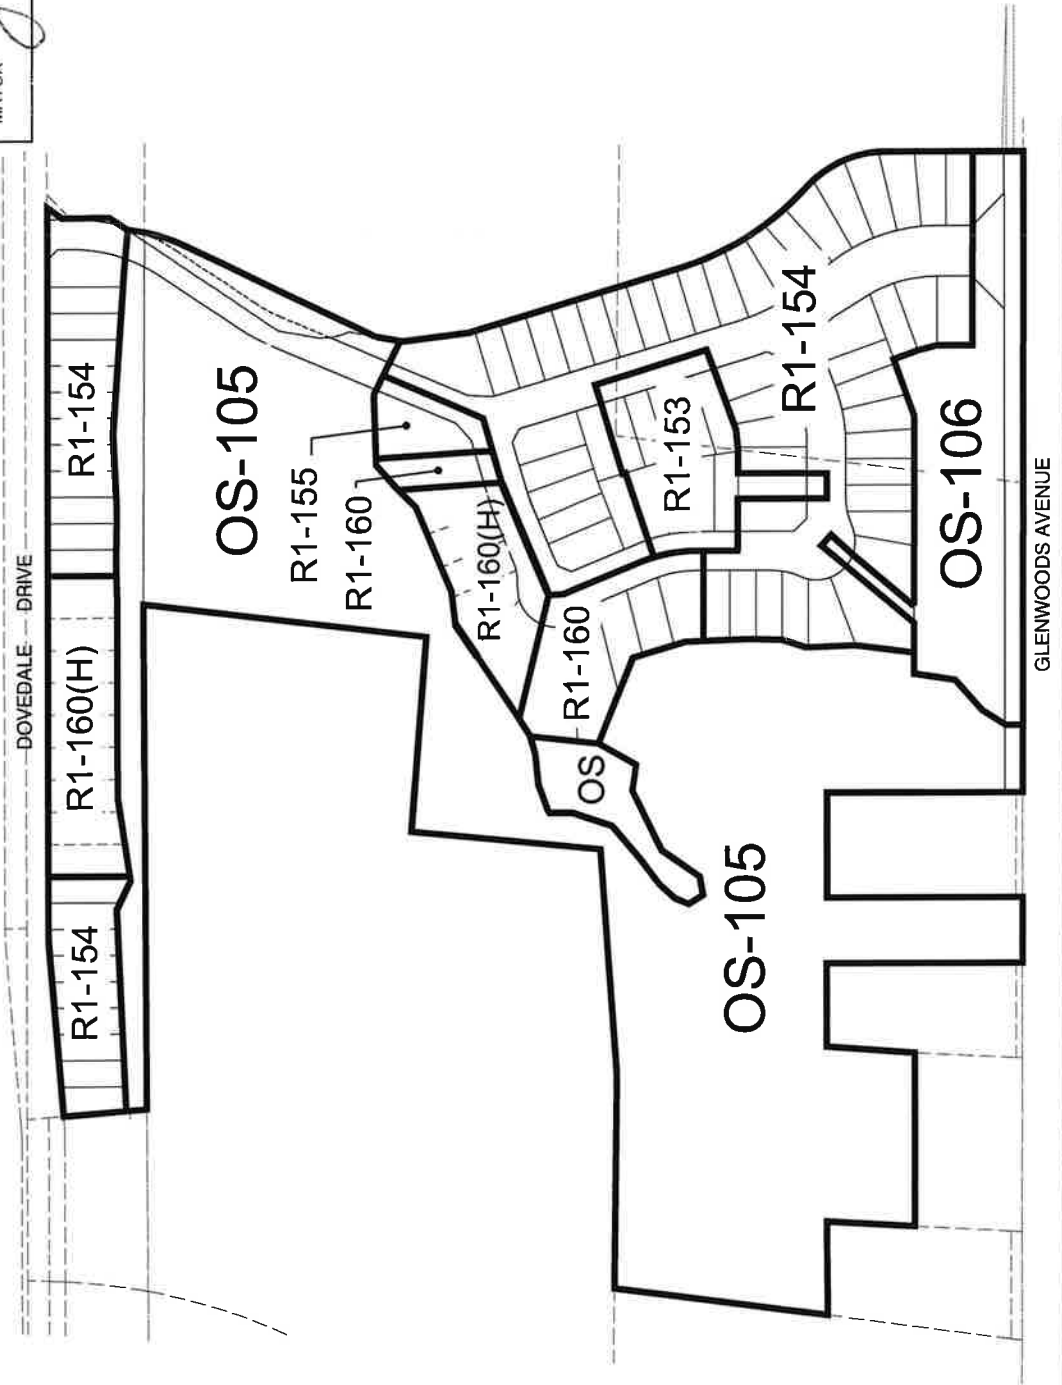 DOVEDALE DRIVE
R1-154
R1-160(H)
R1-154
OS-105
R1-155
R1-160
R1-160(H)
R1-160
OS
R1-153
R1-154
OS-105
OS-106
GLENWOODS AVENUE